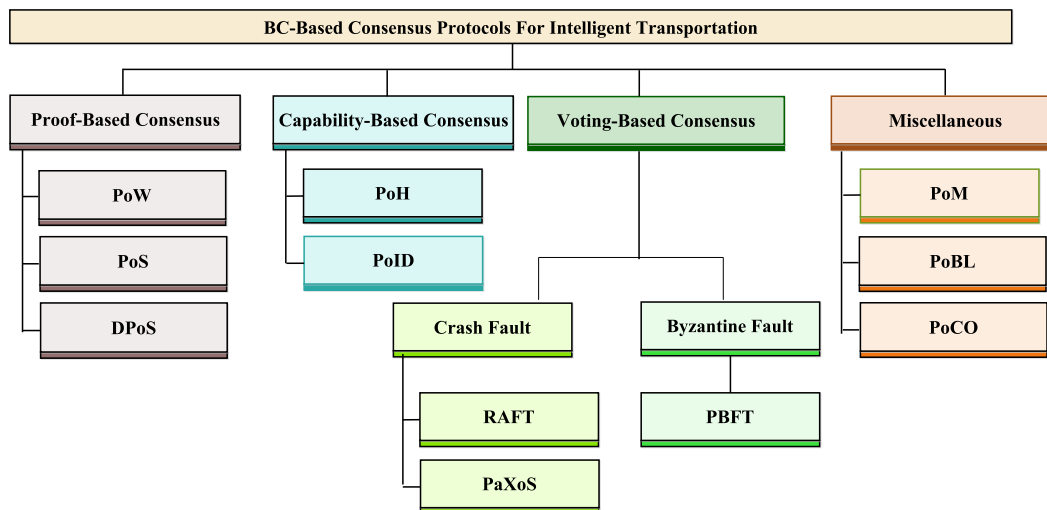 BC-Based Consensus Protocols For Intelligent Transportation
Proof-Based Consensus
Capability-Based Consensus
Voting-Based Consensus
Miscellaneous
PoW
PoH
PoM
PoS
PoID
PoBL
DPoS
Crash Fault
Byzantine Fault
PoCO
RAFT
PBFT
PaXoS